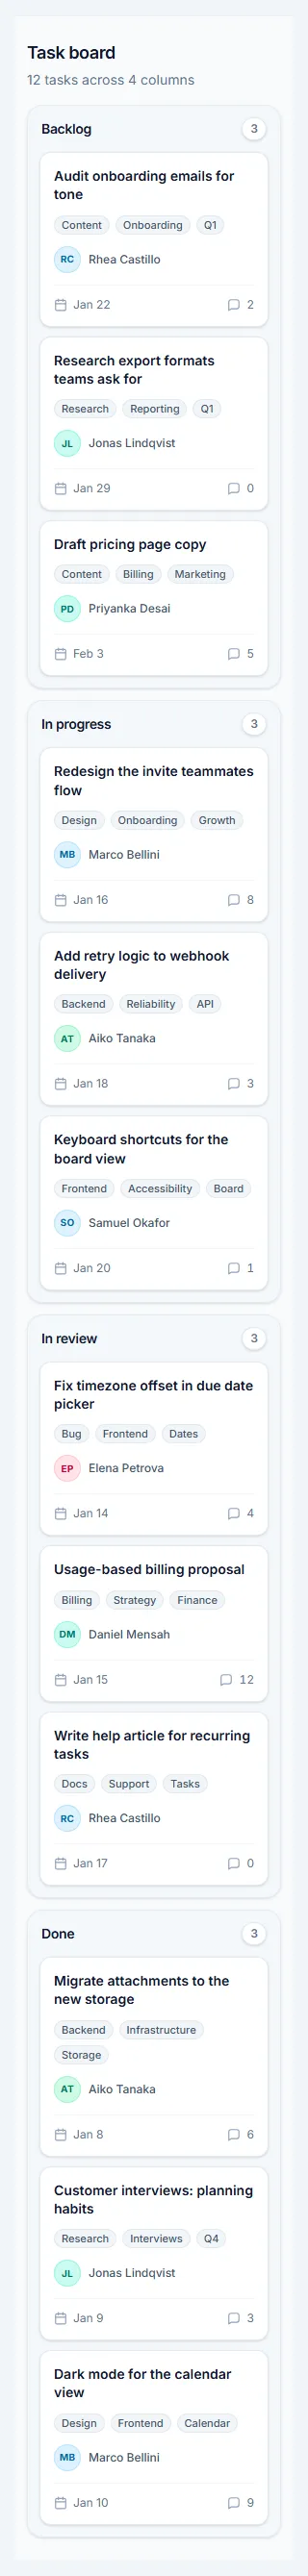 Task board
12 tasks across 4 columns
Backlog 3
Audit onboarding emails for
tone
Content Onboarding Q1
RC Rhea Castillo
Jan 22 2
Research export formats
teams ask for
Research Reporting Q1
JL Jonas Lindqvist
Jan 29 0
Draft pricing page copy
Content Billing Marketing
PD Priyanka Desai
Feb 3 5
In progress 3
Redesign the invite teammates
flow
Design Onboarding Growth
MB Marco Bellini
Jan 16 8
Add retry logic to webhook
delivery
Backend Reliability API
AT Aiko Tanaka
Jan 18 3
Keyboard shortcuts for the
board view
Frontend Accessibility Board
SO Samuel Okafor
Jan 20 1
In review 3
Fix timezone offset in due date
picker
Bug Frontend Dates
EP Elena Petrova
Jan 14 4
Usage-based billing proposal
Billing Strategy Finance
DM Daniel Mensah
Jan 15 12
Write help article for recurring
tasks
Docs Support Tasks
RC Rhea Castillo
Jan 17 0
Done 3
Migrate attachments to the
new storage
Backend Infrastructure
Storage
AT Aiko Tanaka
Jan 8 6
Customer interviews: planning
habits
Research Interviews Q4
JL Jonas Lindqvist
Jan 9 3
Dark mode for the calendar
view
Design Frontend Calendar
MB Marco Bellini
Jan 10 9